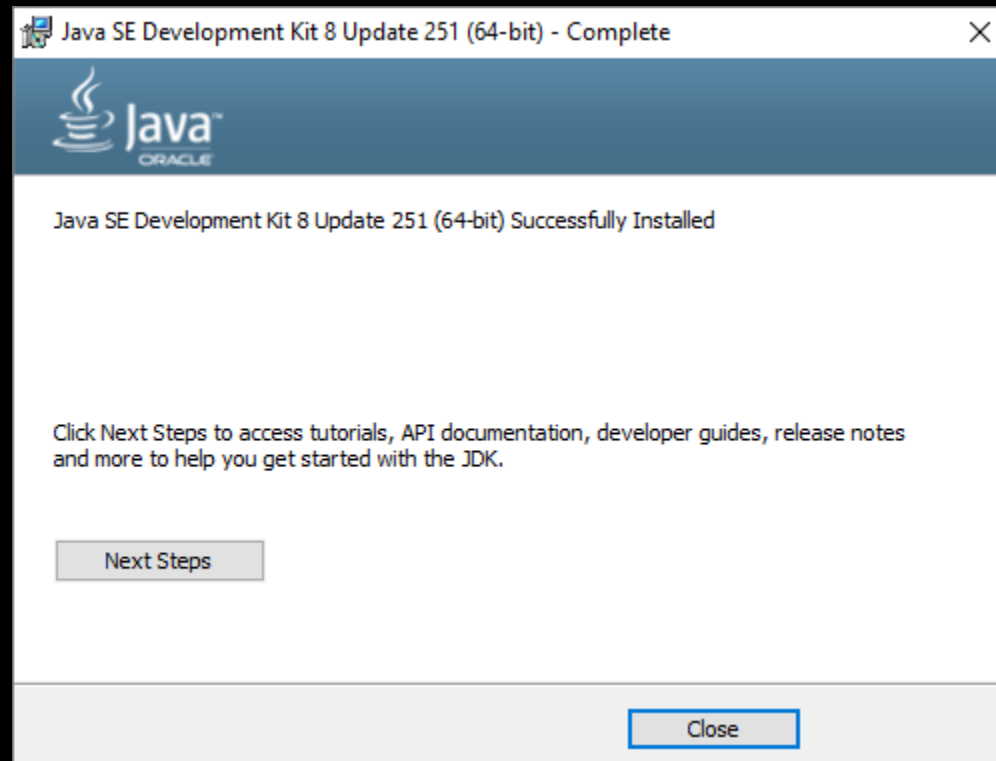 Java SE Development Kit 8 Update 251 (64-bit) - Complete
Java™
ORACLE
Java SE Development Kit 8 Update 251 (64-bit) Successfully Installed
Click Next Steps to access tutorials, API documentation, developer guides, release notes
and more to help you get started with the JDK.
Next Steps
Close